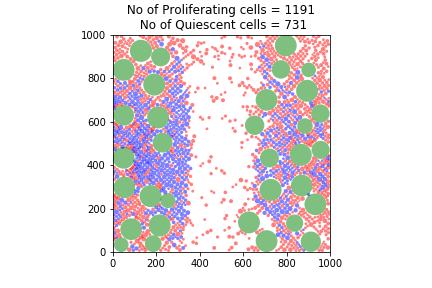 No of Proliferating cells = 1191
No of Quiescent cells = 731
1000
800
600
400
200
0
0 200 400 600 800 1000